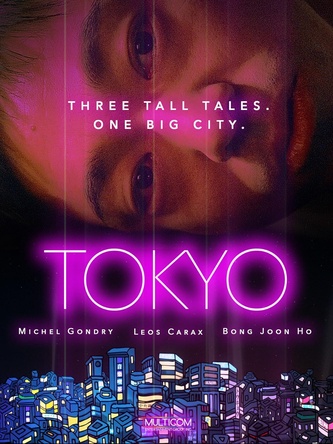 THREE TALL TALES.
ONE BIG CITY.
TOKYO
MICHEL GONDRY LEOS CARAX BONG JOON HO
MULTICOM